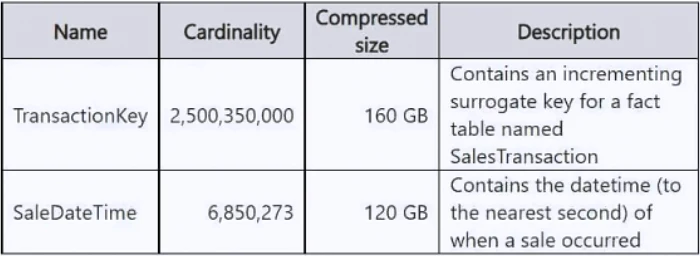 Name Cardinality Compressed size Description
TransactionKey 2,500,350,000 160 GB Contains an incrementing
surrogate key for a fact
table named
SalesTransaction
SaleDateTime 6,850,273 120 GB Contains the datetime (to
the nearest second) of
when a sale occurred